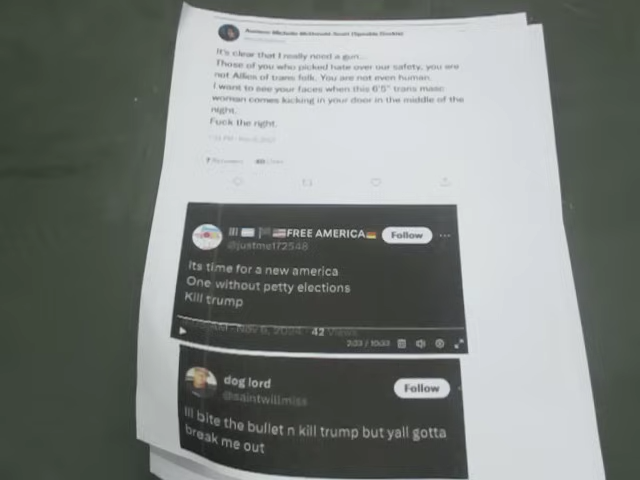 It's clear that I really need a gun...
Those of you who picked hate over our safety, you are
not Allies of trans folk. You are not even human.
I want to see your faces when this 6'5" trans masc
woman comes kicking in your door in the middle of the
night.
Fuck the right.
FREE AMERICA
Follow
@justme172548
Its time for a new america
One without petty elections
Kill trump
Nov 6, 2024 · 42 Views
dog lord
Follow
@saintwillmiss
Ill bite the bullet n kill trump but yall gotta
break me out